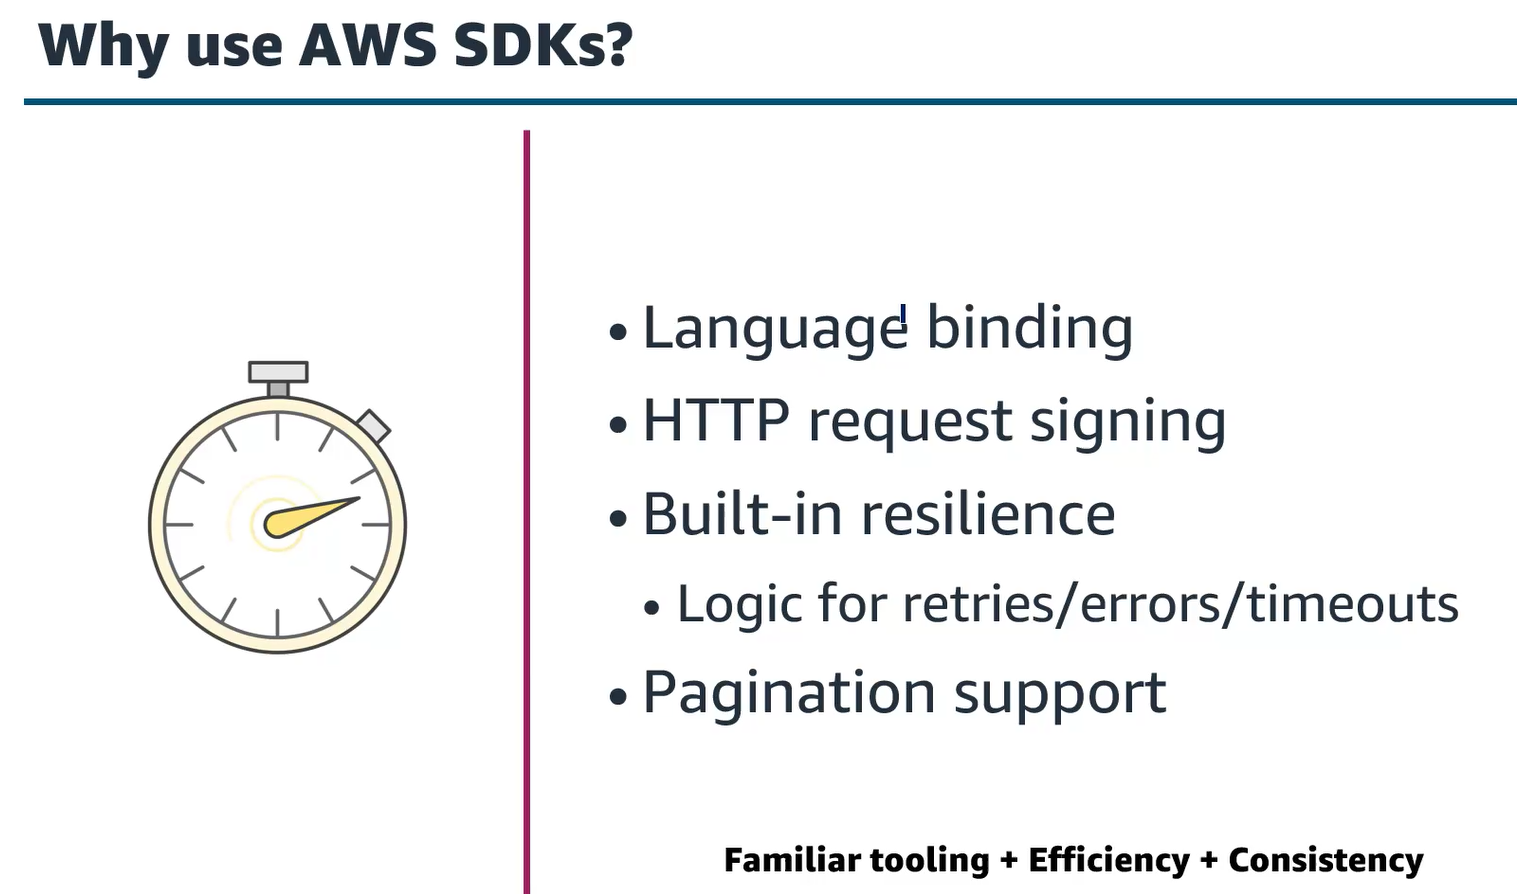 Why use AWS SDKs?
• Language binding
• HTTP request signing
• Built-in resilience
• Logic for retries/errors/timeouts
• Pagination support
Familiar tooling + Efficiency + Consistency